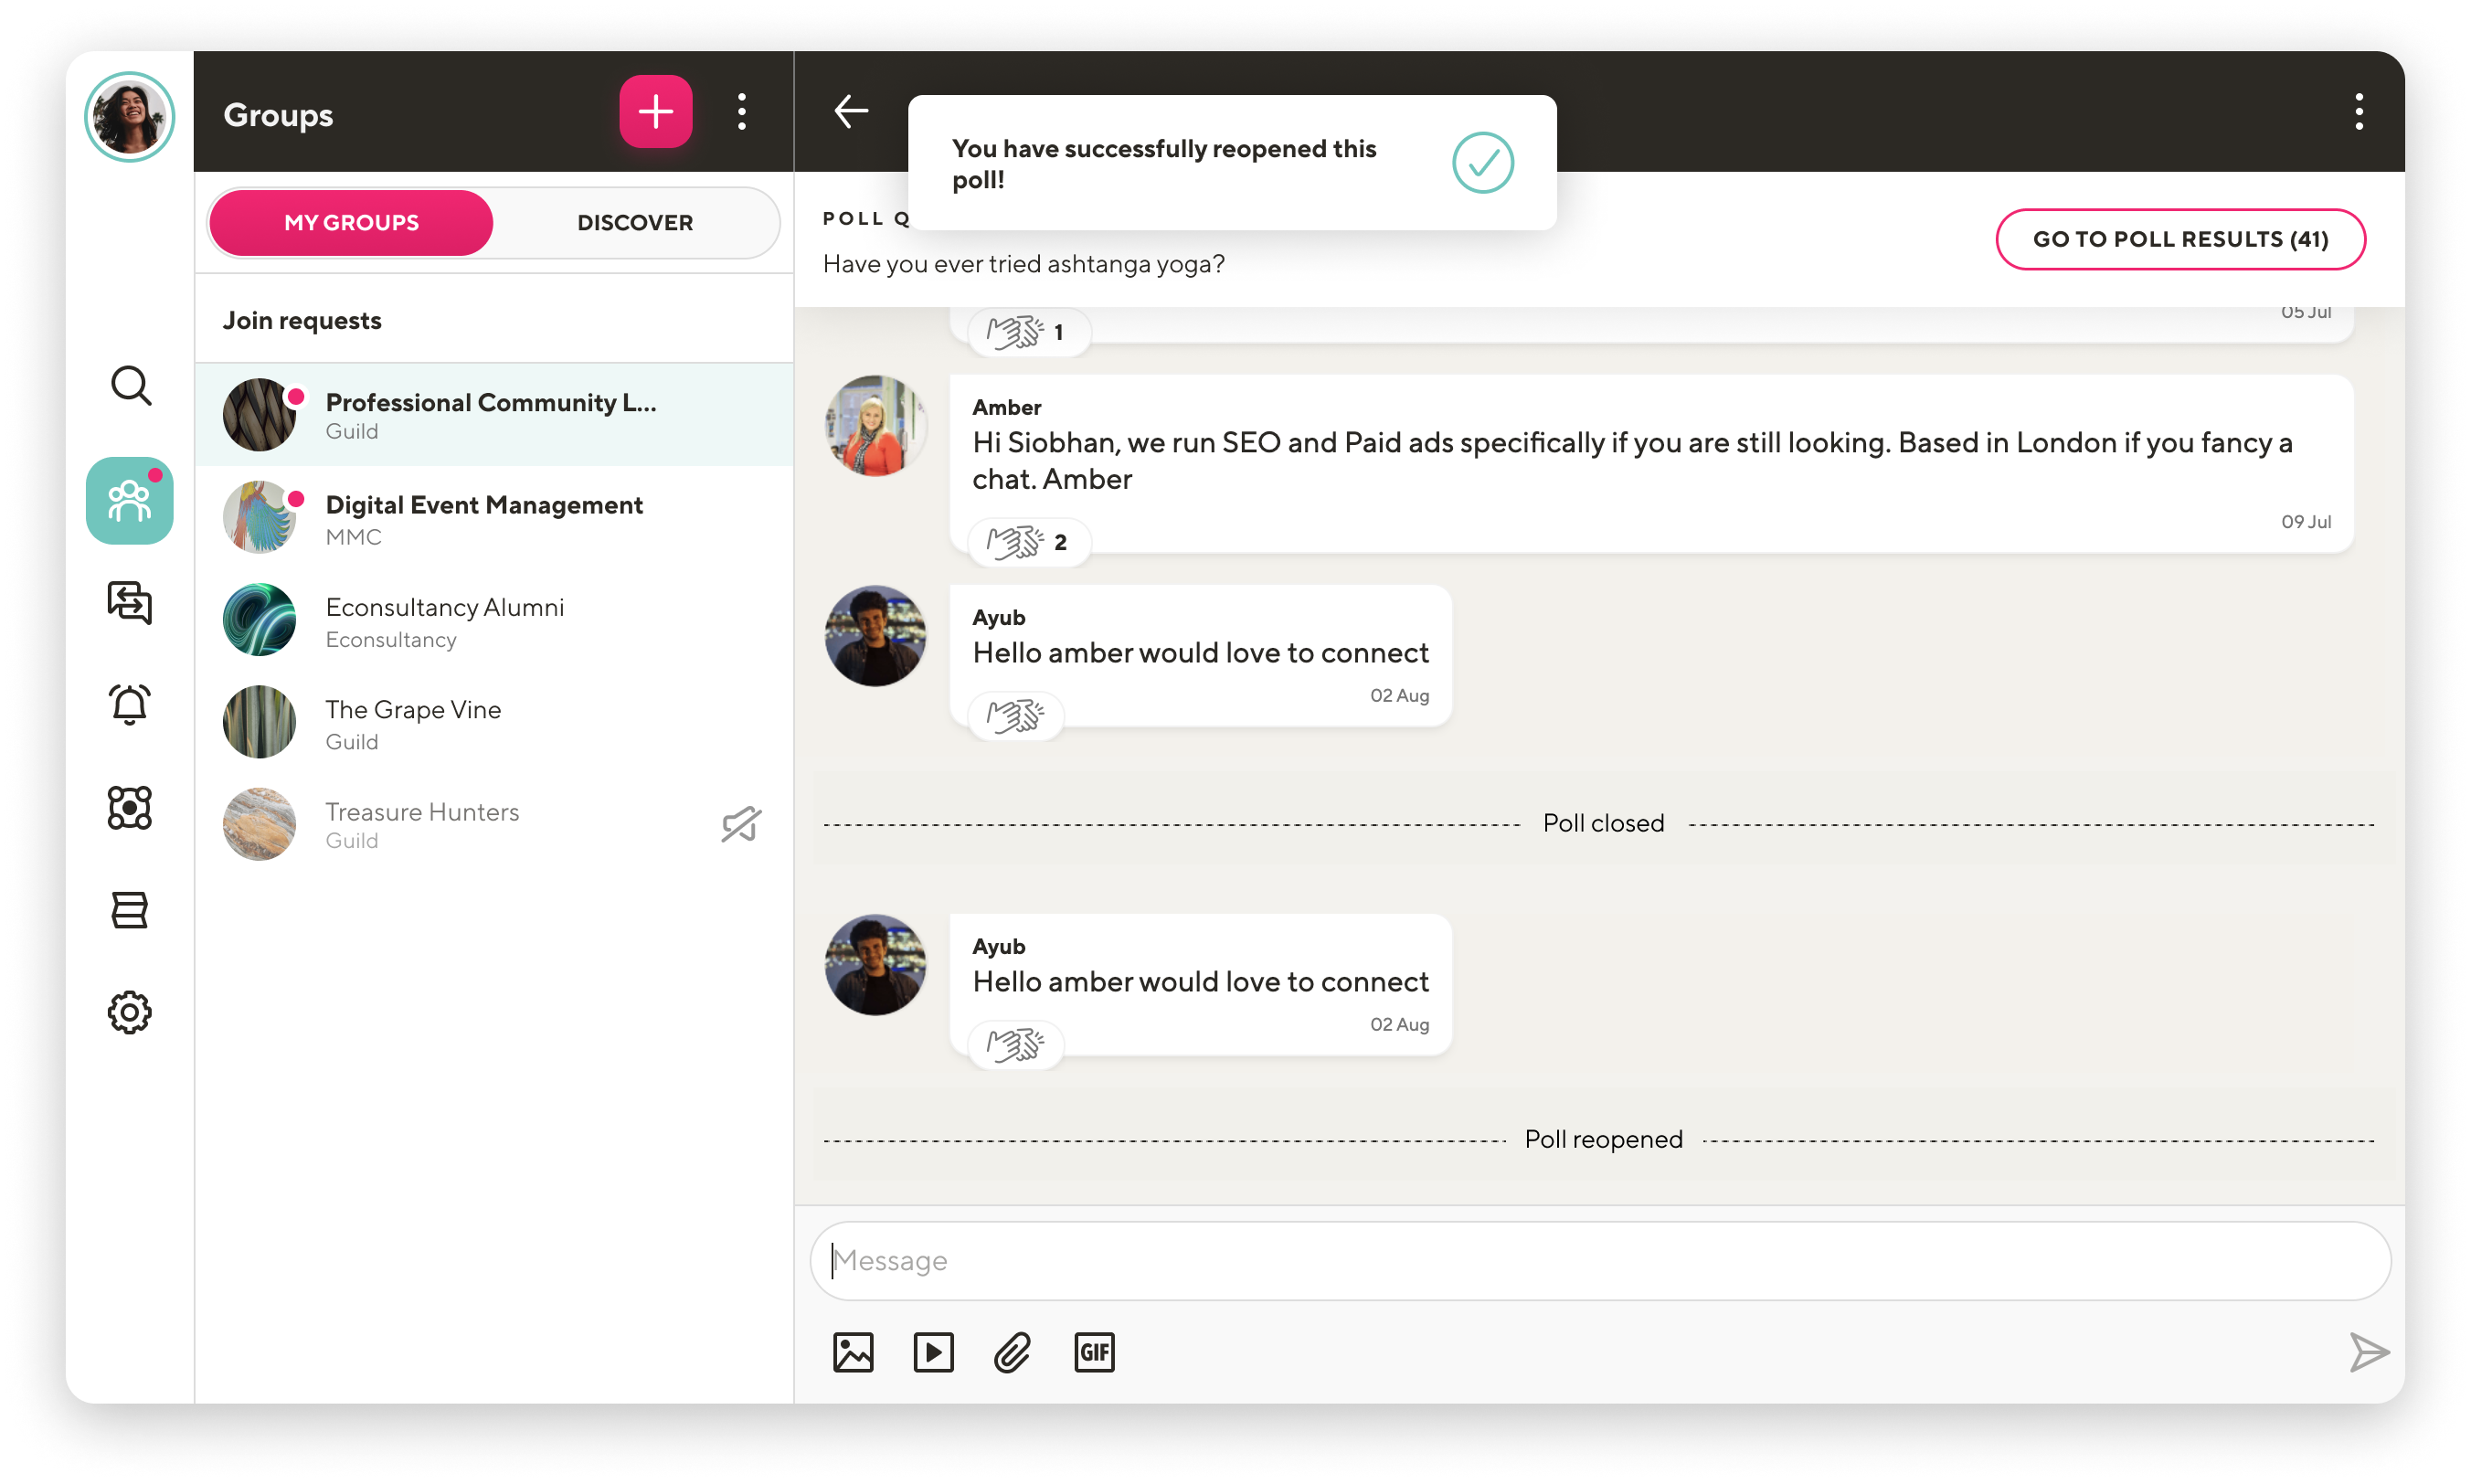 Groups
MY GROUPS
DISCOVER
Join requests
Professional Community L...
Guild
Digital Event Management
MMC
Econsultancy Alumni
Econsultancy
The Grape Vine
Guild
Treasure Hunters
Guild
You have successfully reopened this
poll!
POLL Q
Have you ever tried ashtanga yoga?
GO TO POLL RESULTS (41)
05 Jul
1
Amber
Hi Siobhan, we run SEO and Paid ads specifically if you are still looking. Based in London if you fancy a
chat. Amber
09 Jul
2
Ayub
Hello amber would love to connect
02 Aug
Poll closed
Ayub
Hello amber would love to connect
02 Aug
Poll reopened
Message
GIF